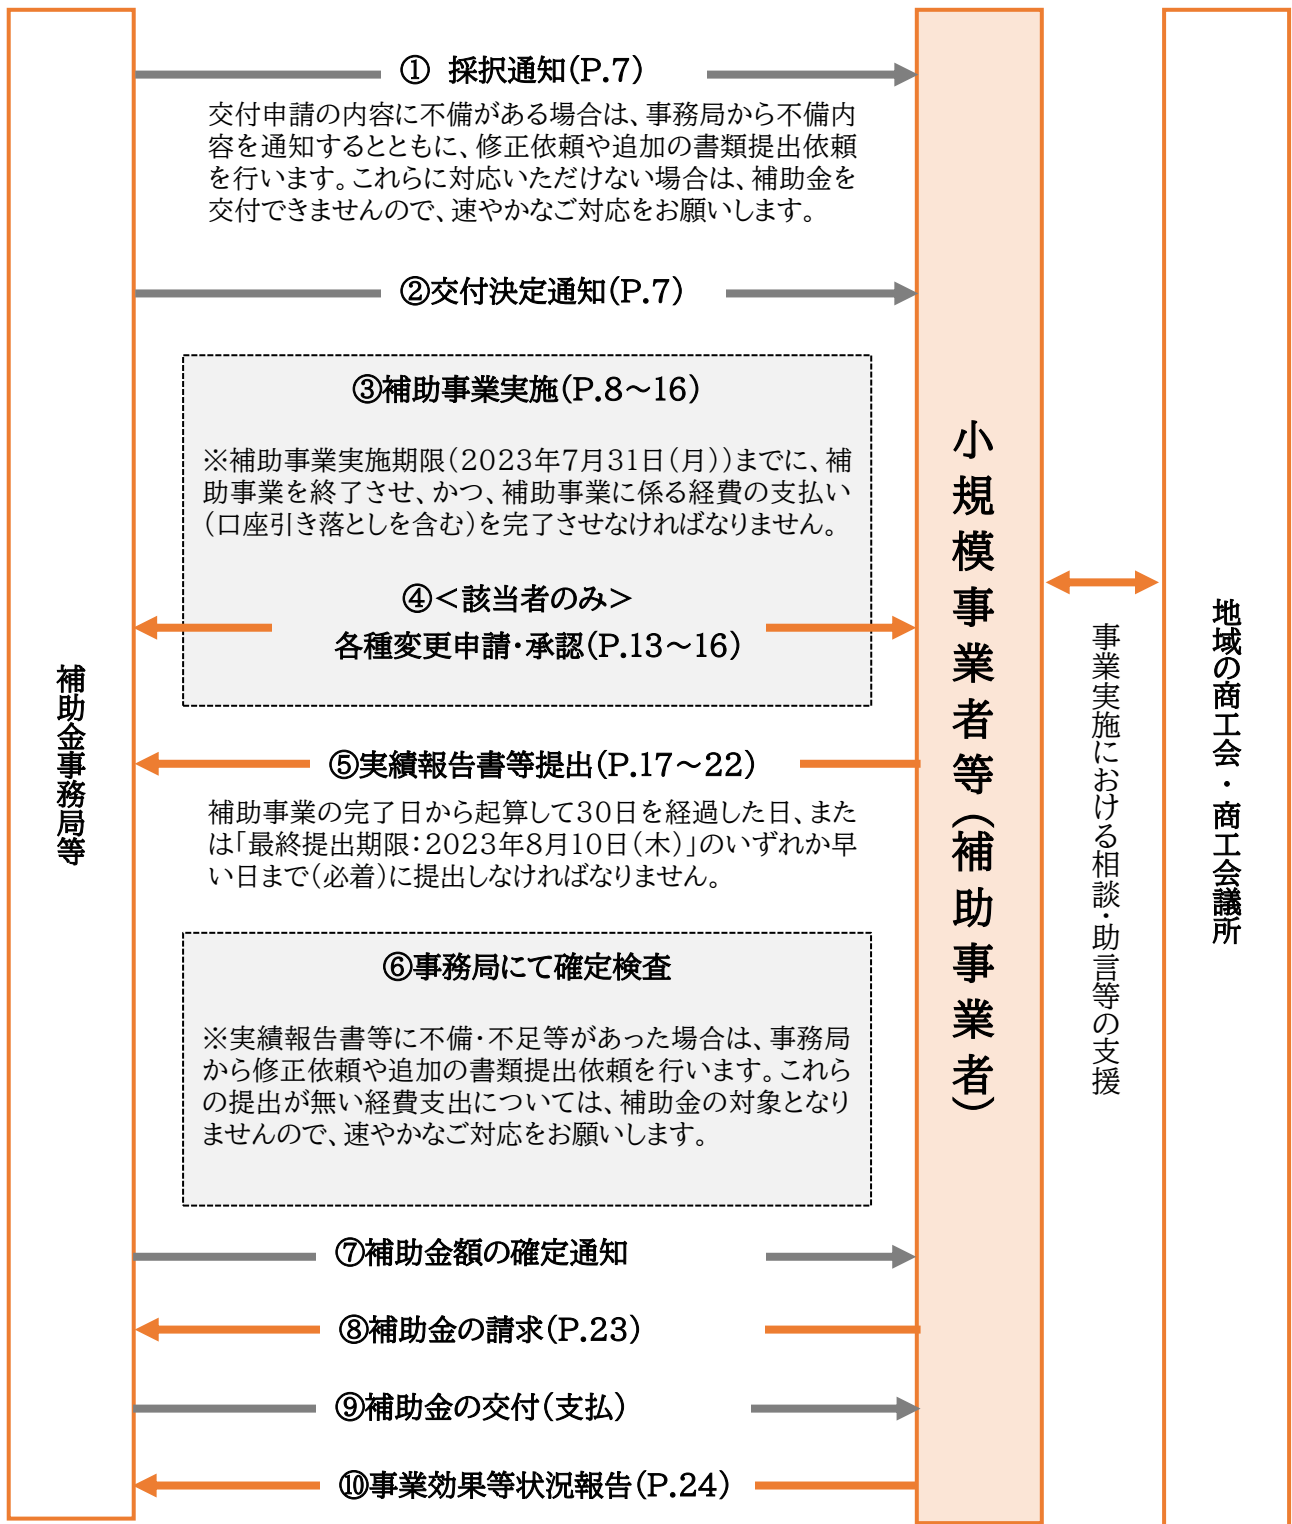 補助金事務局等
① 採択通知(P.7)
交付申請の内容に不備がある場合は、事務局から不備内
容を通知するとともに、修正依頼や追加の書類提出依頼
を行います。これらに対応いただけない場合は、補助金を
交付できませんので、速やかなご対応をお願いします。
②交付決定通知(P.7)
③補助事業実施(P.8～16)
※補助事業実施期限(2023年7月31日(月))までに、補
助事業を終了させ、かつ、補助事業に係る経費の支払い
(口座引き落としを含む)を完了させなければなりません。
④＜該当者のみ＞
各種変更申請・承認(P.13～16)
⑤実績報告書等提出(P.17～22)
補助事業の完了日から起算して30日を経過した日、また
は「最終提出期限：2023年8月10日(木)」のいずれか早
い日まで(必着)に提出しなければなりません。
⑥事務局にて確定検査
※実績報告書等に不備・不足等があった場合は、事務局
から修正依頼や追加の書類提出依頼を行います。これら
の提出が無い経費支出については、補助金の対象となり
ませんので、速やかなご対応をお願いします。
⑦補助金額の確定通知
⑧補助金の請求(P.23)
⑨補助金の交付(支払)
⑩事業効果等状況報告(P.24)
小規模事業者等(補助事業者)
事業実施における相談・助言等の支援
地域の商工会・商工会議所